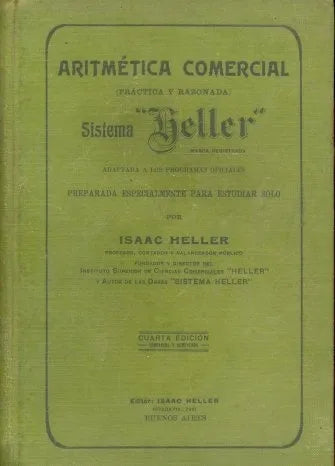 ARITMÉTICA COMERCIAL
(PRÁCTICA Y RAZONADA)
Sistema "Heller"
MARCA REGISTRADA
ADAPTADA A LOS PROGRAMAS OFICIALES
PREPARADA ESPECIALMENTE PARA ESTUDIAR SOLO
POR
ISAAC HELLER
PROFESOR, CONTADOR Y BALANCEADOR PÚBLICO
FUNDADOR Y DIRECTOR DEL
INSTITUTO SUPERIOR DE CIENCIAS COMERCIALES "HELLER"
Y AUTOR DE LAS OBRAS "SISTEMA HELLER"
CUARTA EDICIÓN
Editor: ISAAC HELLER
BUENOS AIRES